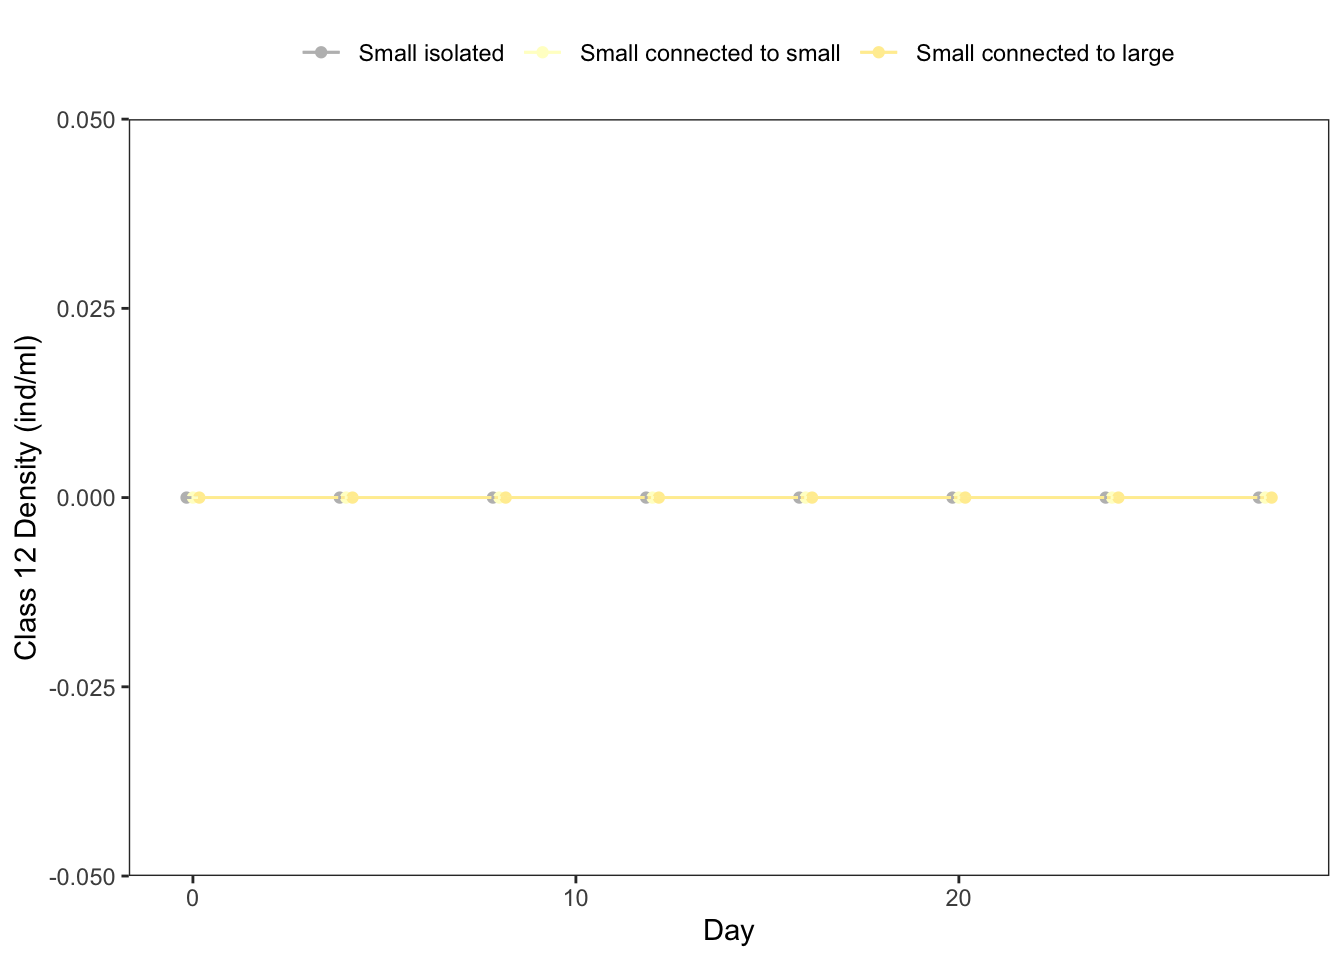 Small isolated Small connected to small Small connected to large
0.050
0.025
0.000
-0.025
-0.050
Class 12 Density (ind/ml)
0 10 20
Day